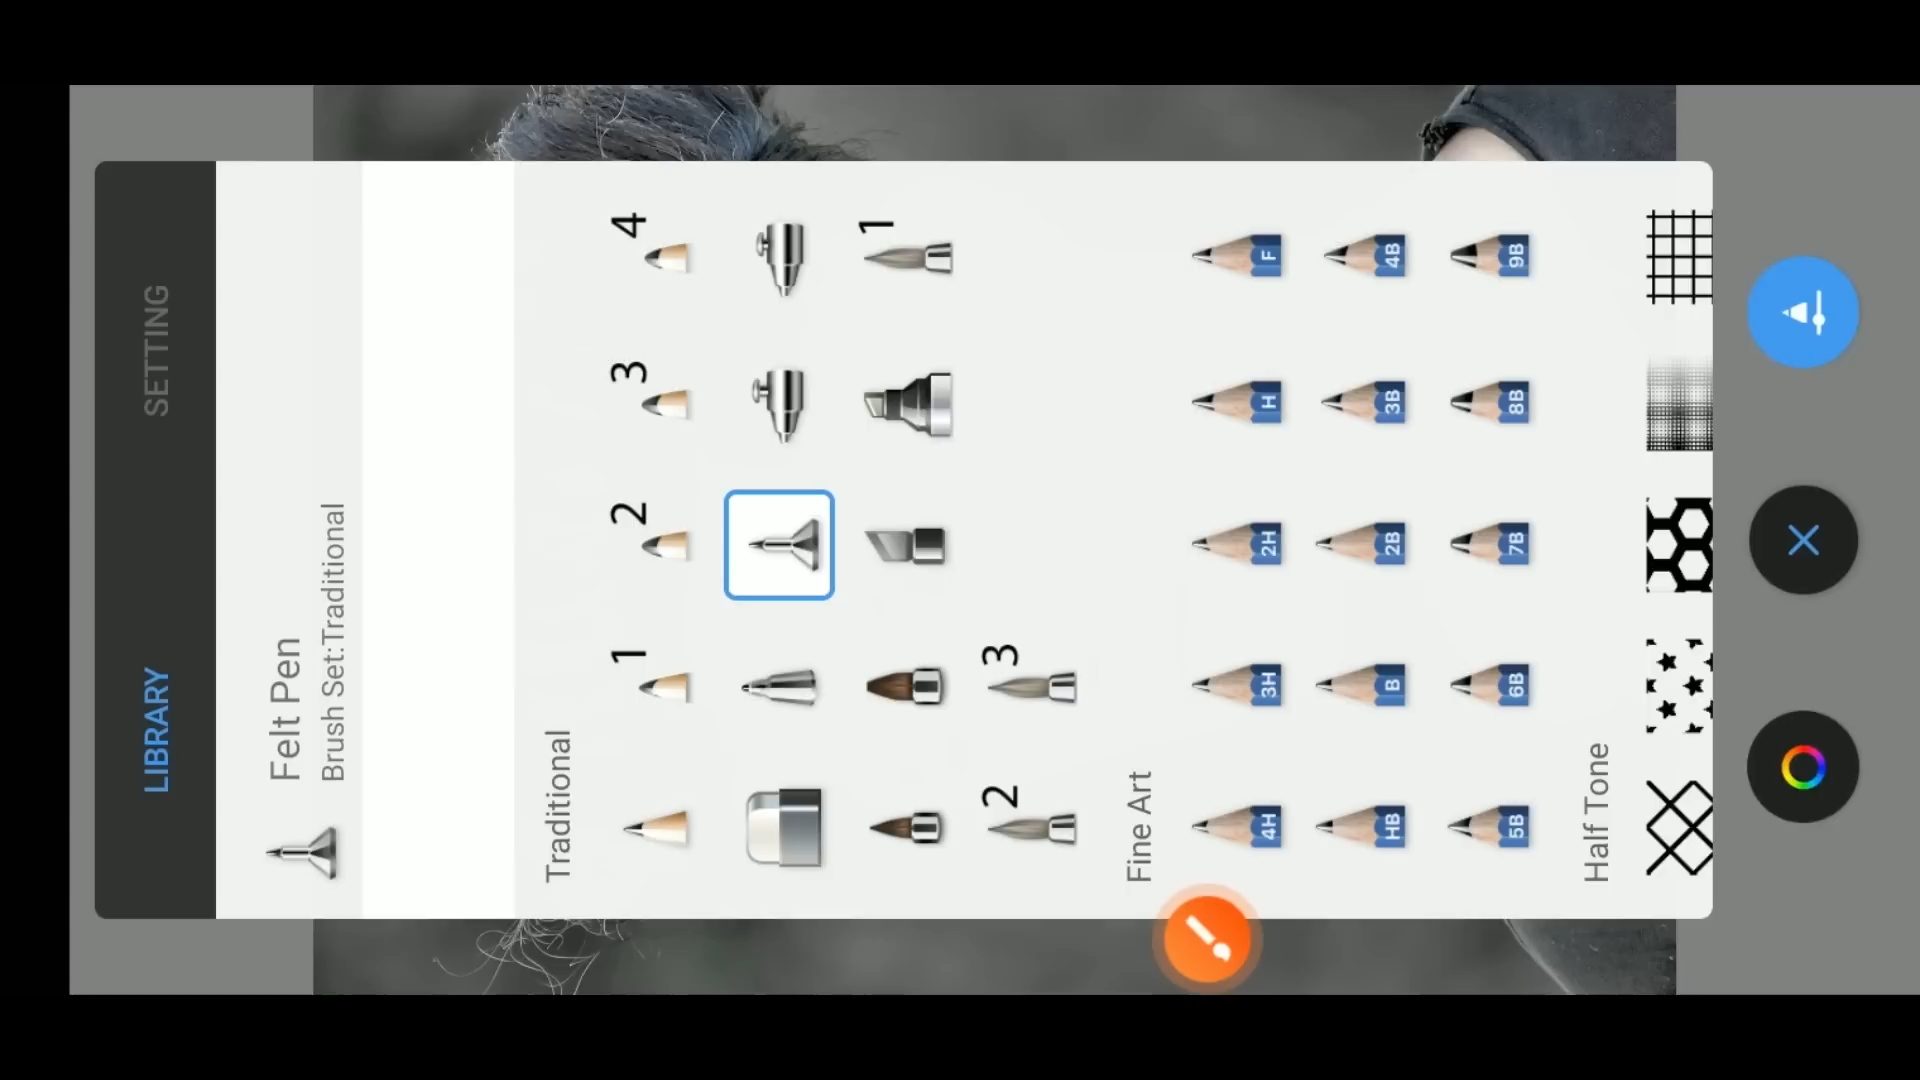 LIBRARY SETTING
Felt Pen
Brush Set:Traditional
Traditional
1 2 3 4
1
2 3
Fine Art
4H 3H 2H H F
HB B 2B 3B 4B
5B 6B 7B 8B 9B
Half Tone